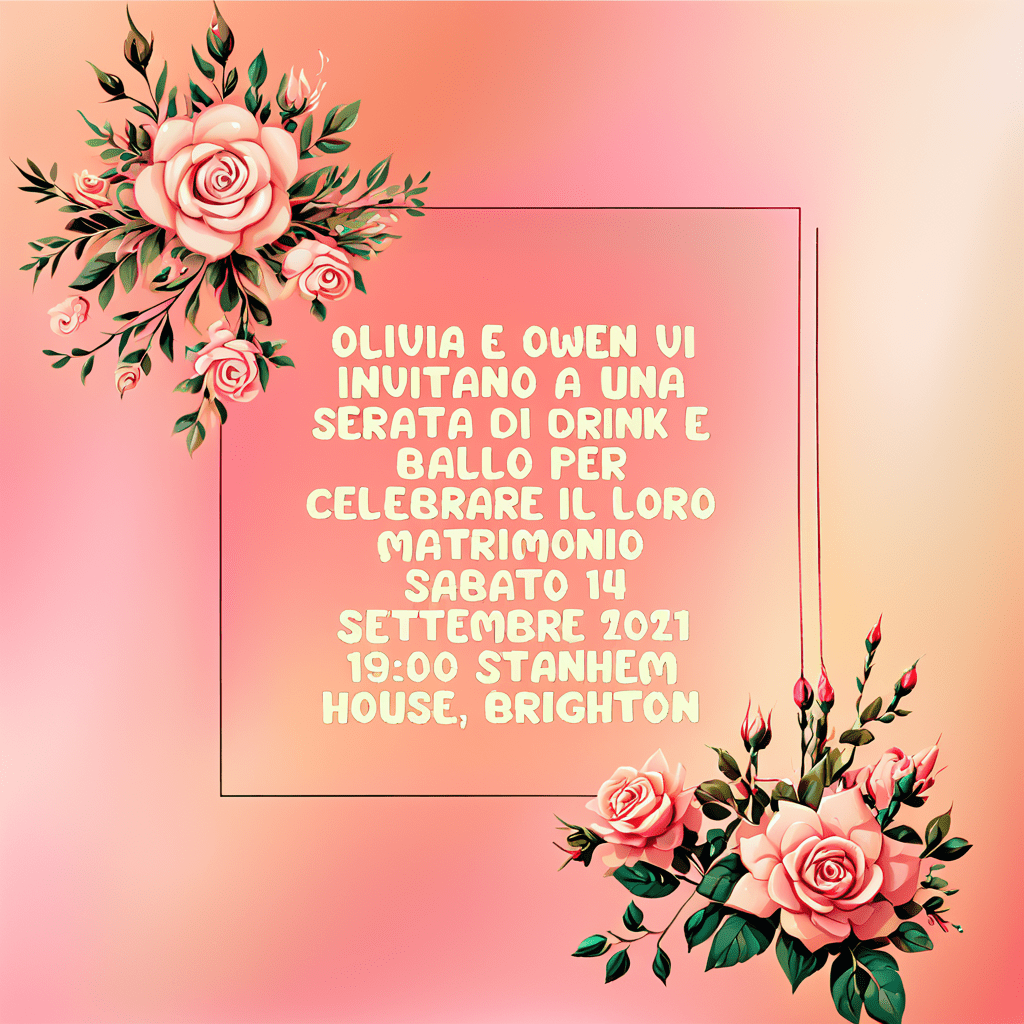 OLIVIA E OWEN VI
INVITANO A UNA
SERATA DI DRINK E
BALLO PER
CELEBRARE IL LORO
MATRIMONIO
SABATO 14
SETTEMBRE 2021
19:00 STANHEM
HOUSE, BRIGHTON